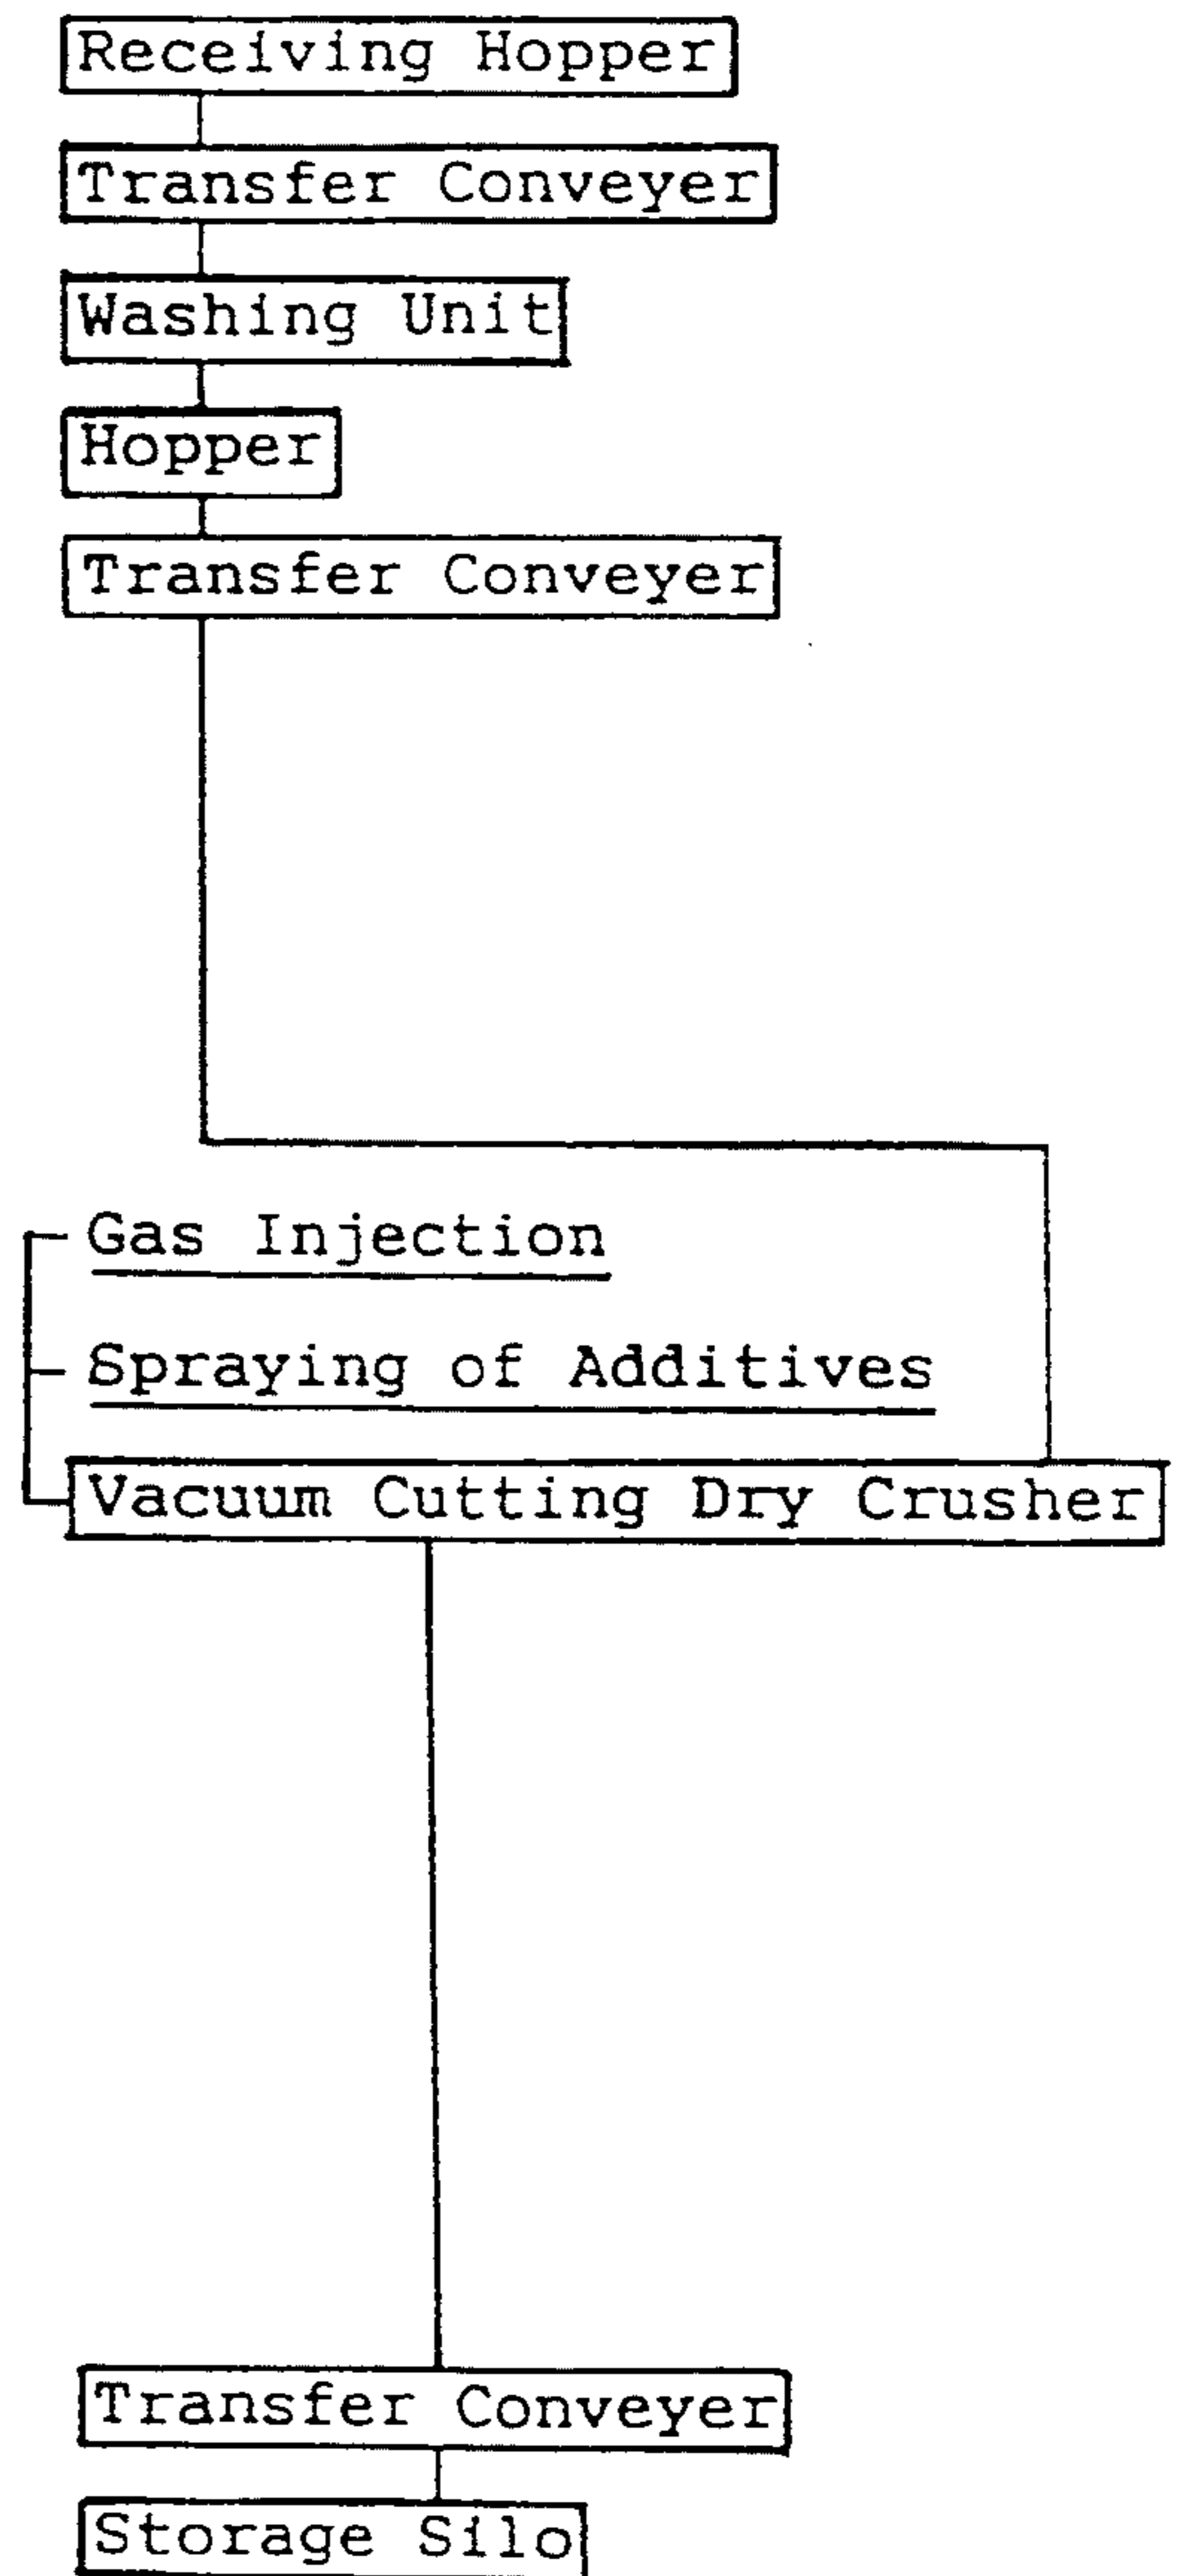 Receiving Hopper
Transfer Conveyer
Washing Unit
Hopper
Transfer Conveyer
Gas Injection
Spraying of Additives
Vacuum Cutting Dry Crusher
Transfer Conveyer
Storage Silo